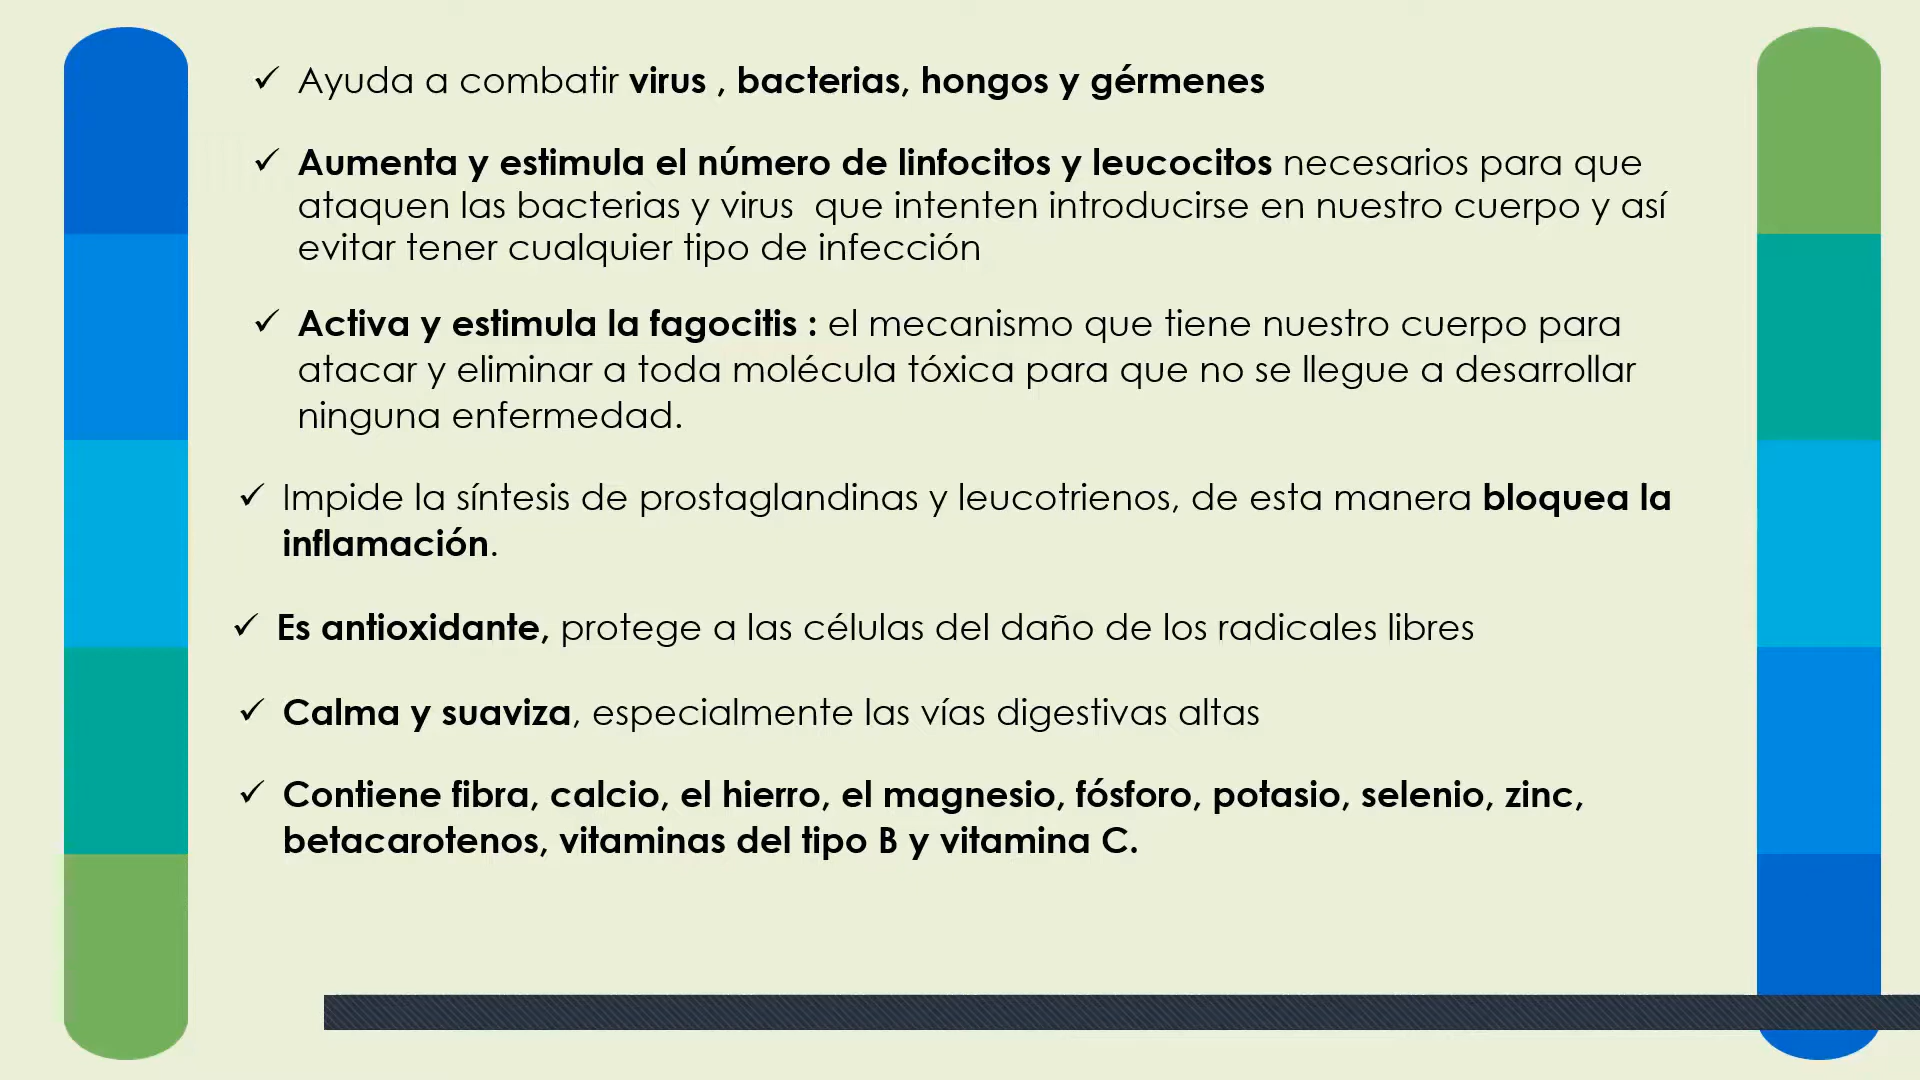 ✓ Ayuda a combatir virus , bacterias, hongos y gérmenes
✓ Aumenta y estimula el número de linfocitos y leucocitos necesarios para que
ataquen las bacterias y virus  que intenten introducirse en nuestro cuerpo y así
evitar tener cualquier tipo de infección
✓ Activa y estimula la fagocitis : el mecanismo que tiene nuestro cuerpo para
atacar y eliminar a toda molécula tóxica para que no se llegue a desarrollar
ninguna enfermedad.
✓ Impide la síntesis de prostaglandinas y leucotrienos, de esta manera bloquea la
inflamación.
✓ Es antioxidante, protege a las células del daño de los radicales libres
✓ Calma y suaviza, especialmente las vías digestivas altas
✓ Contiene fibra, calcio, el hierro, el magnesio, fósforo, potasio, selenio, zinc,
betacarotenos, vitaminas del tipo B y vitamina C.